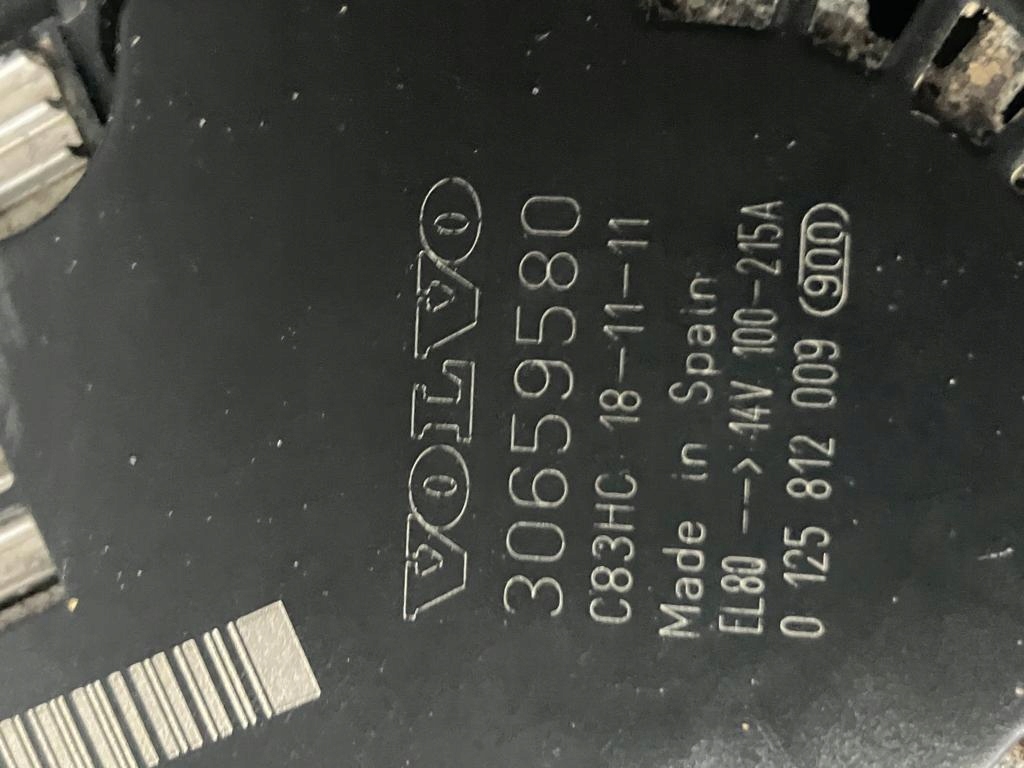 VOLVO
30659580
C83HC 18-11-11
Made in Spain
EL80 --> 14V 100-215A
0 125 812 009 900